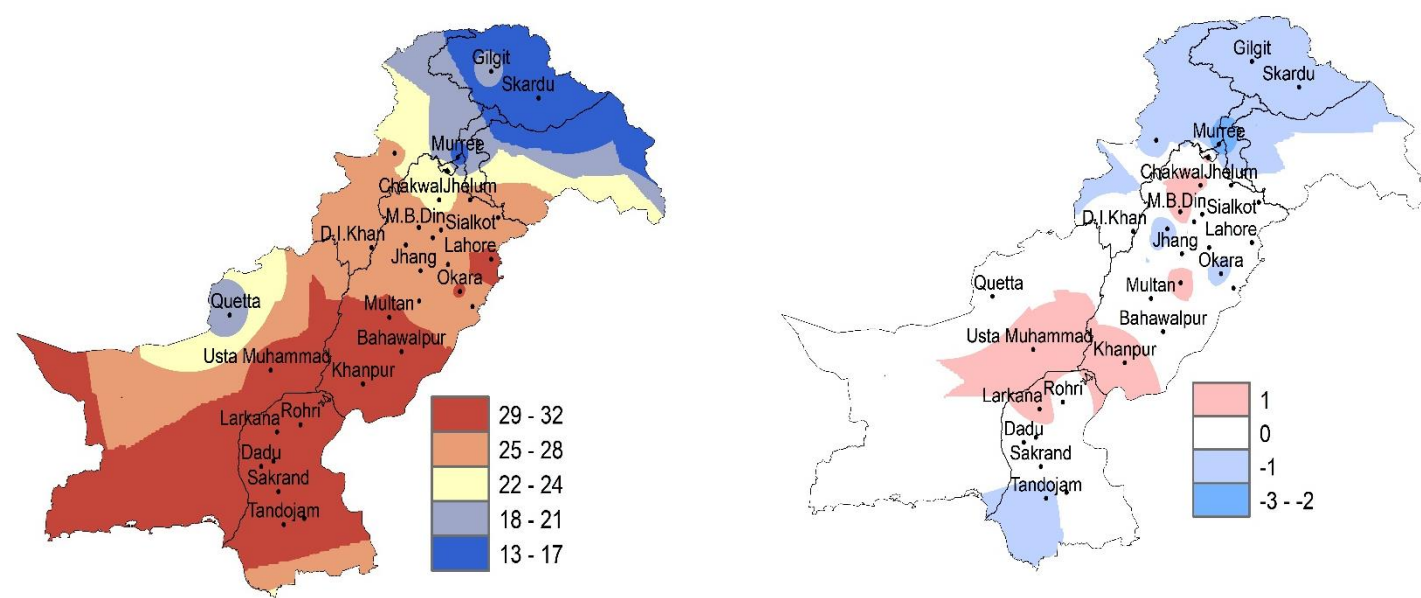 Gilgit
Skardu
Murree
Chakwal Jhelum
M.B.Din Sialkot
D.I.Khan
Lahore
Jhang
Okara
Quetta
Multan
Bahawalpur
Usta Muhammad
Khanpur
Larkana Rohri
Dadu
Sakrand
Tandojam
29 - 32
25 - 28
22 - 24
18 - 21
13 - 17
Gilgit
Skardu
Murree
Chakwal Jhelum
M.B.Din Sialkot
D.I.Khan
Lahore
Jhang
Okara
Quetta
Multan
Bahawalpur
Usta Muhammad
Khanpur
Larkana Rohri
Dadu
Sakrand
Tandojam
1
0
-1
-3 - -2